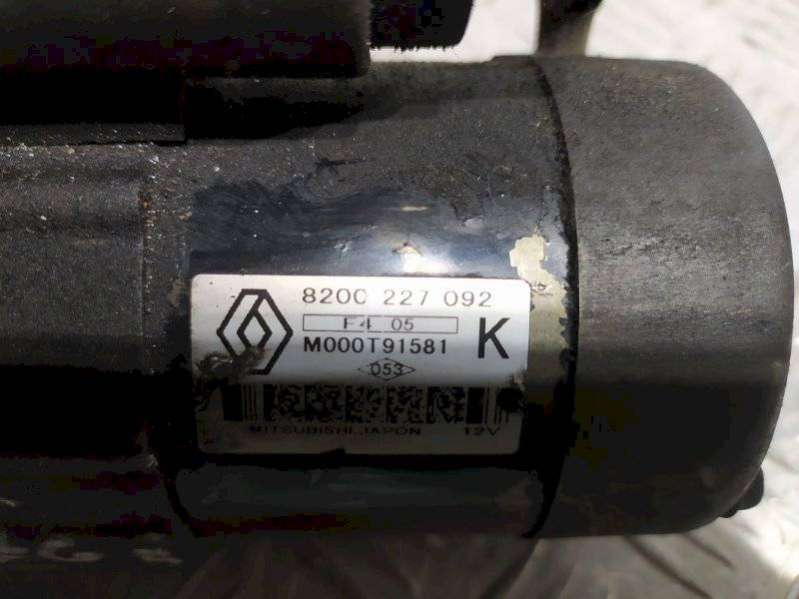 8200 227 092
F4 05
M000T91581 K
053
MITSUBISHI,JAPON 12V